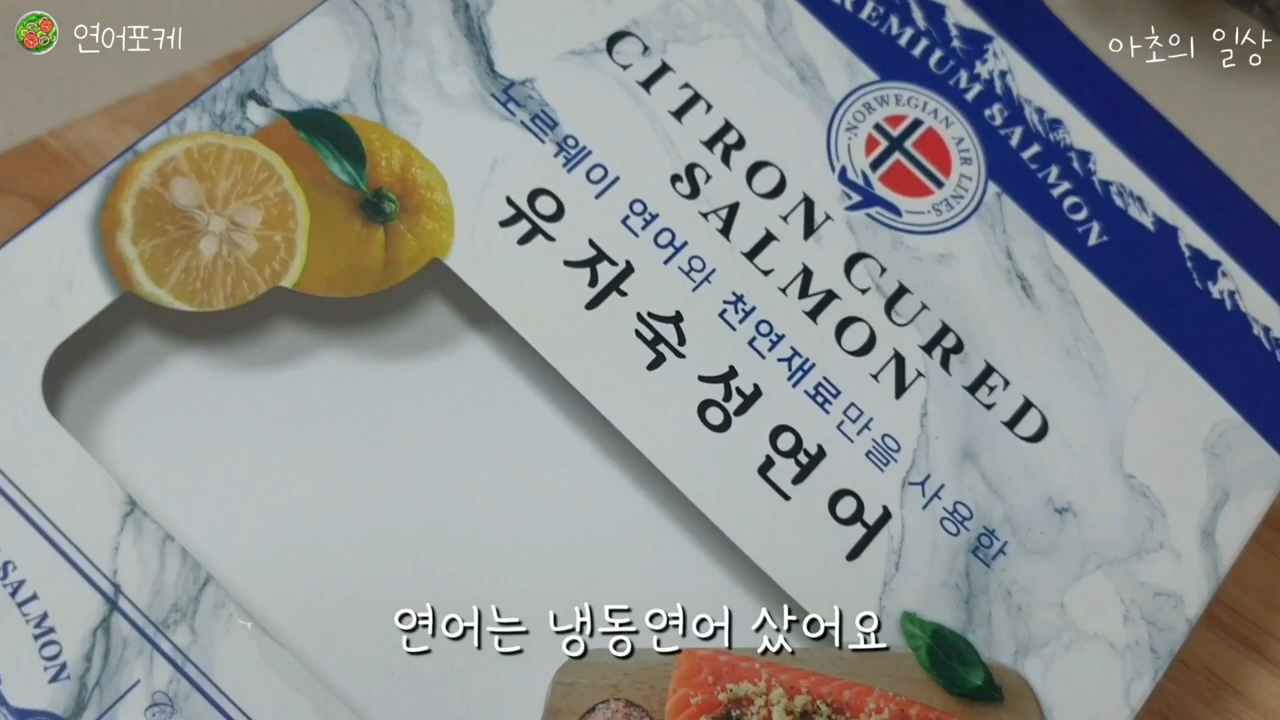 연어포케
아초의 일상
PREMIUM SALMON
NORWEGIAN AIR LINES
CITRON CURED
SALMON
노르웨이 연어와 천연재료만을 사용한
유자숙성연어
SALMON
연어는 냉동연어 샀어요